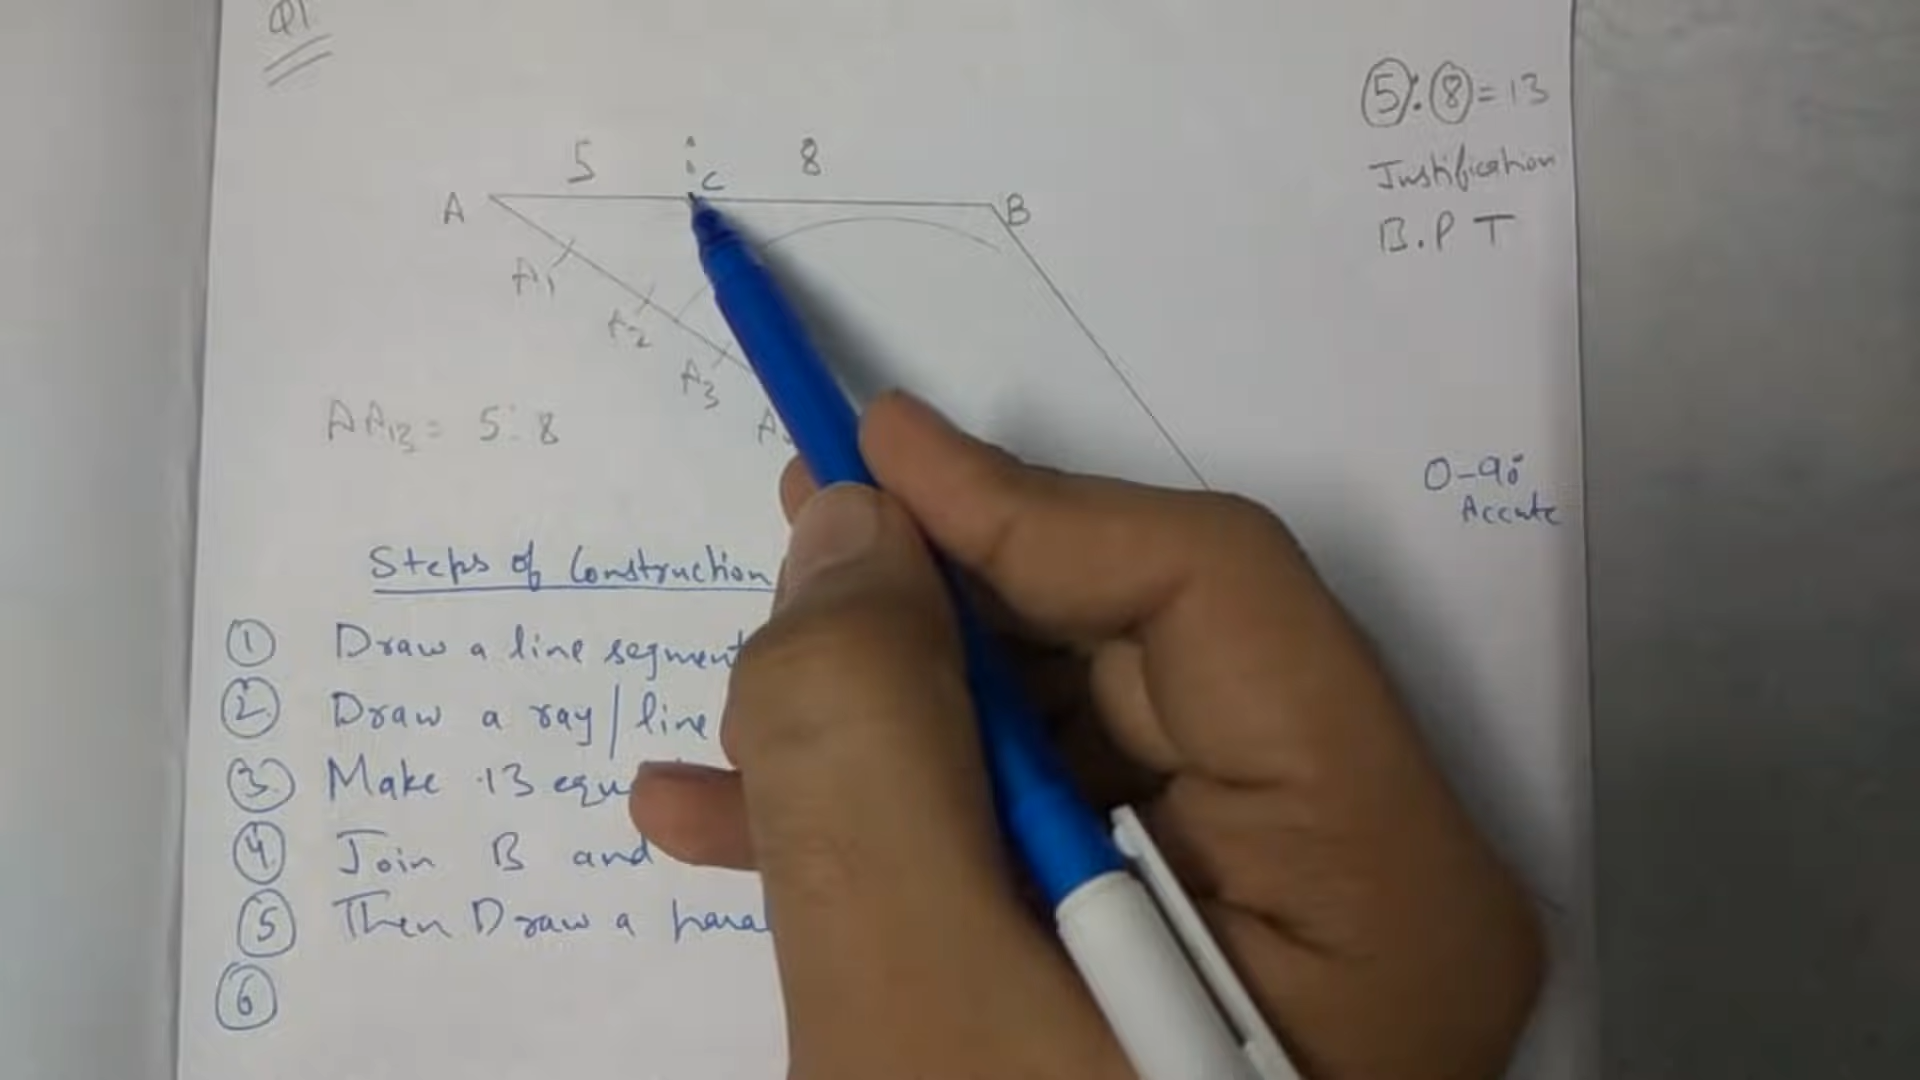 Q1
5 : 8 = 13
Justification
B.P T
5 : 8
A C B
A1
A2
A3
AA13 = 5:8
0-90°
Accute
Steps of Construction
1 Draw a line segment
2. Draw a ray/line
3. Make 13 equ
4. Join B and
5 Then Draw a para
6